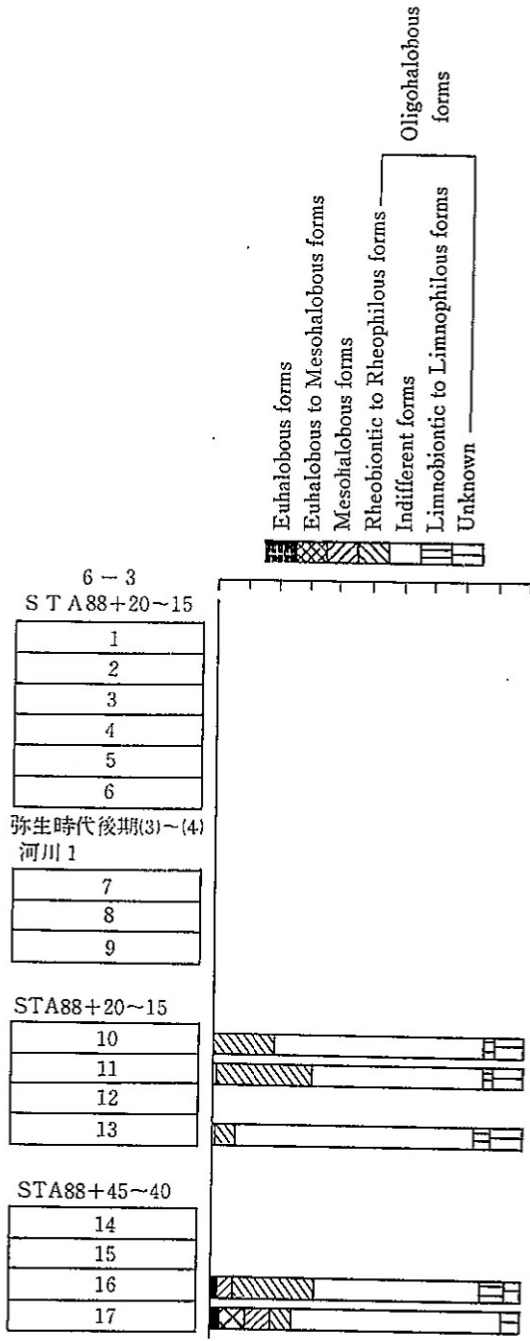 Euhalobous forms
Euhalobous to Mesohalobous forms
Mesohalobous forms
Rheobiontic to Rheophilous forms
Indifferent forms
Limnobiontic to Limnophilous forms
Unknown
Oligohalobous
forms
6-3
STA88+20~15
1
2
3
4
5
6
弥生時代後期(3)~(4)
河川1
7
8
9
STA88+20~15
10
11
12
13
STA88+45~40
14
15
16
17